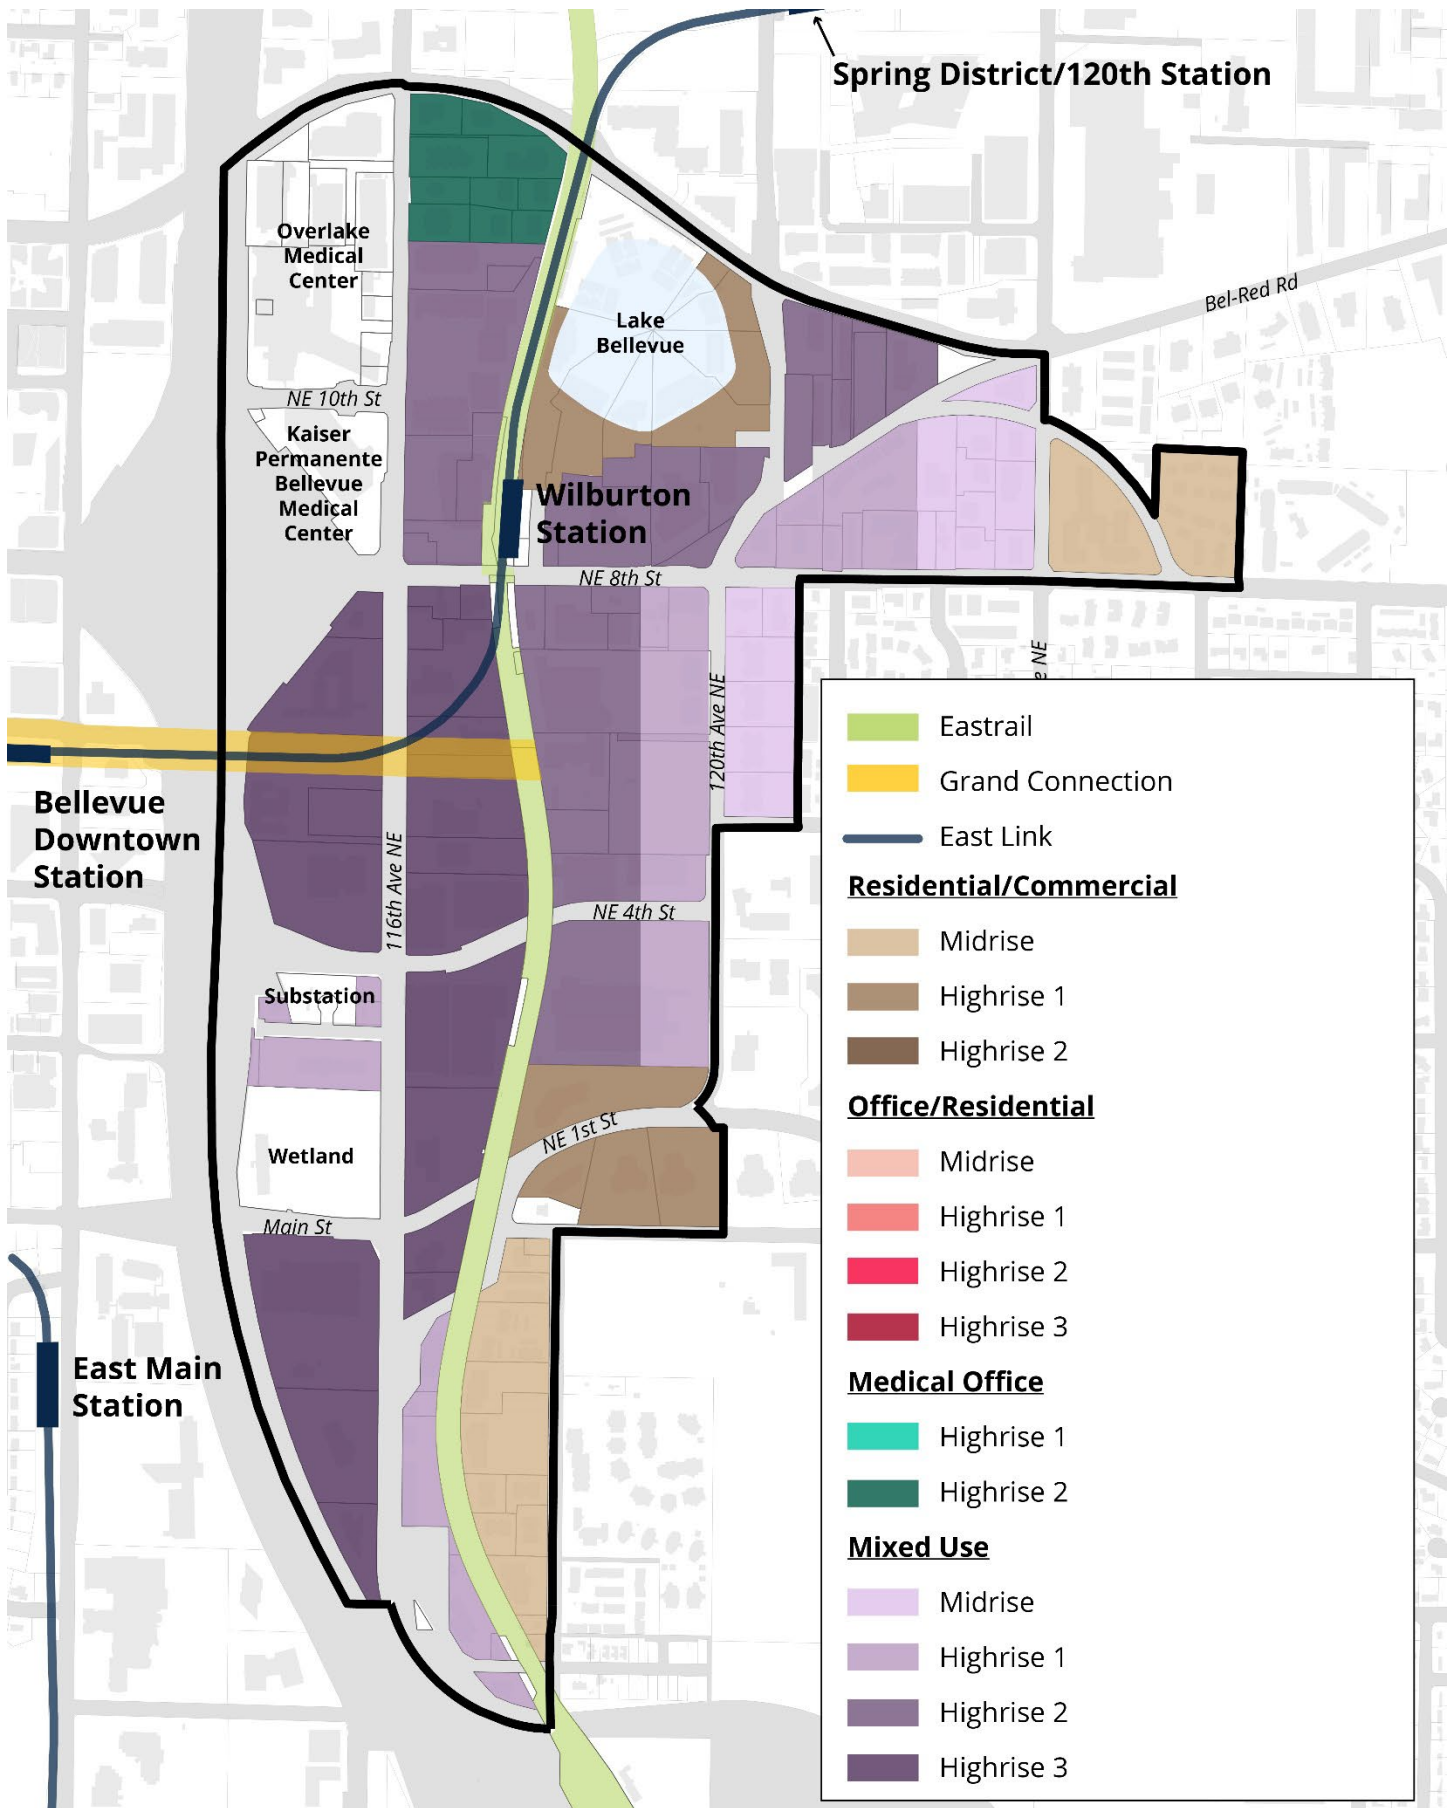 Spring District/120th Station
Overlake
Medical
Center
Bel-Red Rd
Lake
Bellevue
NE 10th St
Kaiser
Permanente
Bellevue
Medical
Center
Wilburton
Station
NE 8th St
e NE
120th Ave NE
Bellevue
Downtown
Station
116th Ave NE
NE 4th St
Substation
NE 1st St
Wetland
Main St
East Main
Station
Eastrail
Grand Connection
East Link
Residential/Commercial
Midrise
Highrise 1
Highrise 2
Office/Residential
Midrise
Highrise 1
Highrise 2
Highrise 3
Medical Office
Highrise 1
Highrise 2
Mixed Use
Midrise
Highrise 1
Highrise 2
Highrise 3